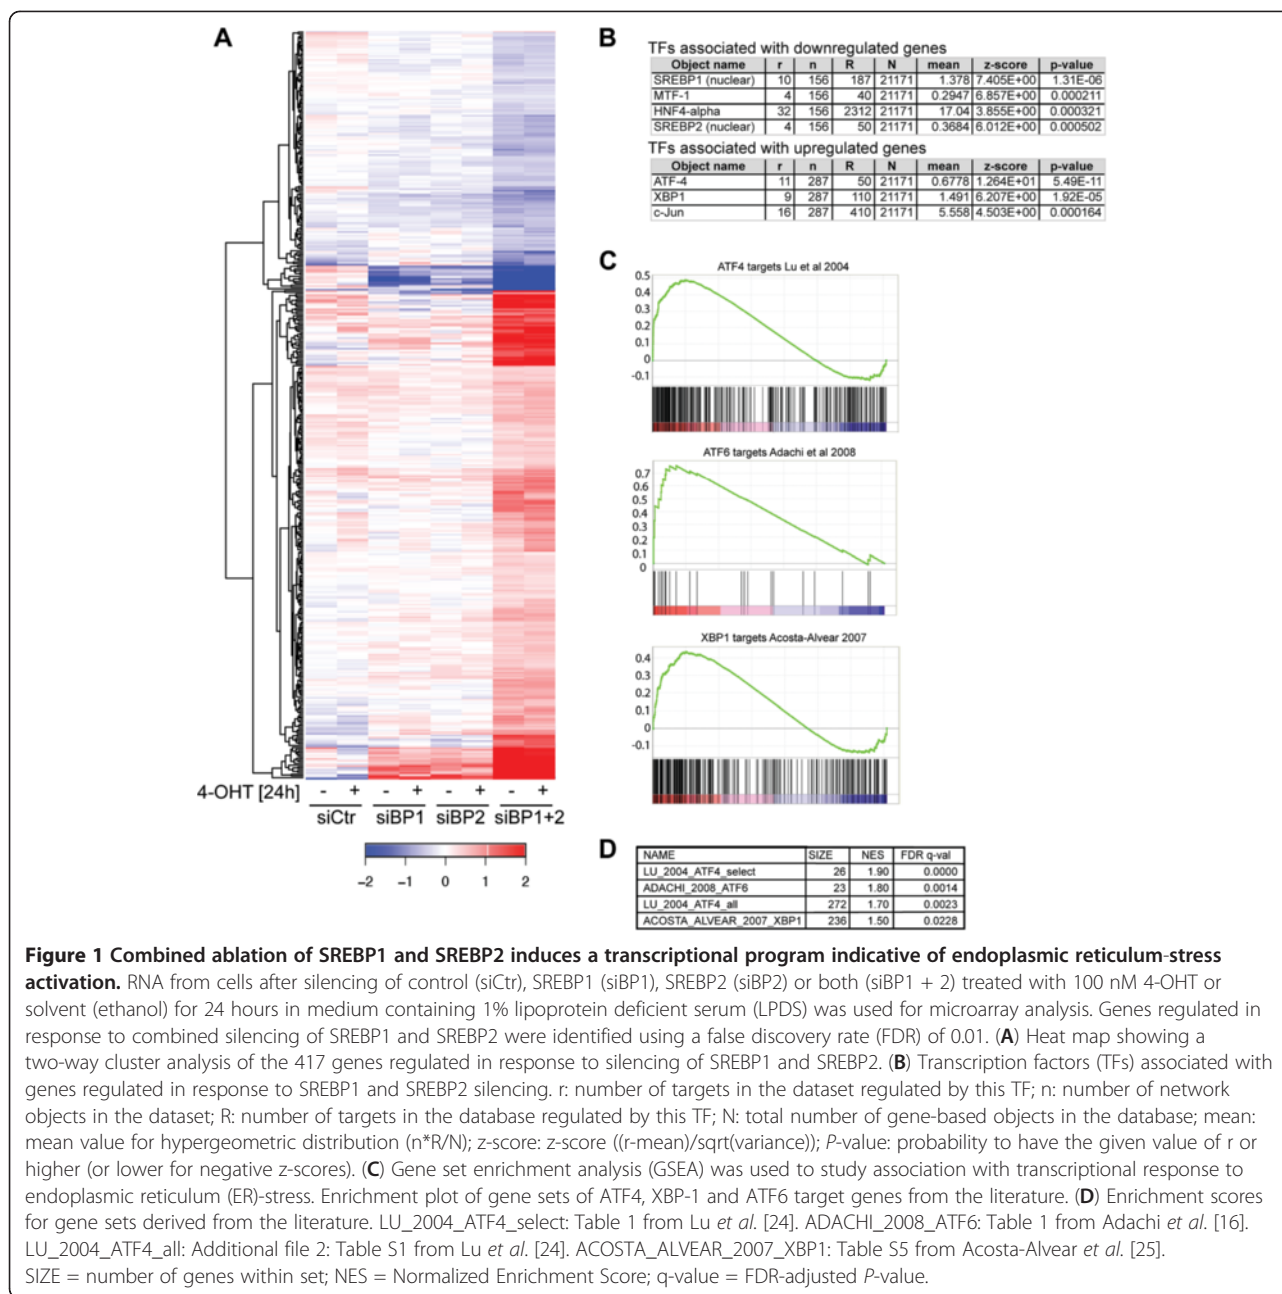 A
4-OHT [24h]
- + - + - + - +
siCtr siBP1 siBP2 siBP1+2
-2 -1 0 1 2
B
TFs associated with downregulated genes
Object name r n R N mean z-score p-value
SREBP1 (nuclear) 10 156 187 21171 1.378 7.405E+00 1.31E-06
MTF-1 4 156 40 21171 0.2947 6.857E+00 0.000211
HNF4-alpha 32 156 2312 21171 17.04 3.855E+00 0.000321
SREBP2 (nuclear) 4 156 50 21171 0.3684 6.012E+00 0.000502
TFs associated with upregulated genes
Object name r n R N mean z-score p-value
ATF-4 11 287 50 21171 0.6778 1.264E+01 5.49E-11
XBP1 9 287 110 21171 1.491 6.207E+00 1.92E-05
c-Jun 16 287 410 21171 5.558 4.503E+00 0.000164
C
ATF4 targets Lu et al 2004
0.5
0.4
0.3
0.2
0.1
0
-0.1
ATF6 targets Adachi et al 2008
0.7
0.6
0.5
0.4
0.3
0.2
0.1
0
XBP1 targets Acosta-Alvear 2007
0.4
0.3
0.2
0.1
0
-0.1
D
NAME SIZE NES FDR q-val
LU_2004_ATF4_select 26 1.90 0.0000
ADACHI_2008_ATF6 23 1.80 0.0014
LU_2004_ATF4_all 272 1.70 0.0023
ACOSTA_ALVEAR_2007_XBP1 236 1.50 0.0228
Figure 1 Combined ablation of SREBP1 and SREBP2 induces a transcriptional program indicative of endoplasmic reticulum-stress
activation. RNA from cells after silencing of control (siCtr), SREBP1 (siBP1), SREBP2 (siBP2) or both (siBP1 + 2) treated with 100 nM 4-OHT or
solvent (ethanol) for 24 hours in medium containing 1% lipoprotein deficient serum (LPDS) was used for microarray analysis. Genes regulated in
response to combined silencing of SREBP1 and SREBP2 were identified using a false discovery rate (FDR) of 0.01. (A) Heat map showing a
two-way cluster analysis of the 417 genes regulated in response to silencing of SREBP1 and SREBP2. (B) Transcription factors (TFs) associated with
genes regulated in response to SREBP1 and SREBP2 silencing. r: number of targets in the dataset regulated by this TF; n: number of network
objects in the dataset; R: number of targets in the database regulated by this TF; N: total number of gene-based objects in the database; mean:
mean value for hypergeometric distribution (n*R/N); z-score: z-score ((r-mean)/sqrt(variance)); P-value: probability to have the given value of r or
higher (or lower for negative z-scores). (C) Gene set enrichment analysis (GSEA) was used to study association with transcriptional response to
endoplasmic reticulum (ER)-stress. Enrichment plot of gene sets of ATF4, XBP-1 and ATF6 target genes from the literature. (D) Enrichment scores
for gene sets derived from the literature. LU_2004_ATF4_select: Table 1 from Lu et al. [24]. ADACHI_2008_ATF6: Table 1 from Adachi et al. [16].
LU_2004_ATF4_all: Additional file 2: Table S1 from Lu et al. [24]. ACOSTA_ALVEAR_2007_XBP1: Table S5 from Acosta-Alvear et al. [25].
SIZE = number of genes within set; NES = Normalized Enrichment Score; q-value = FDR-adjusted P-value.